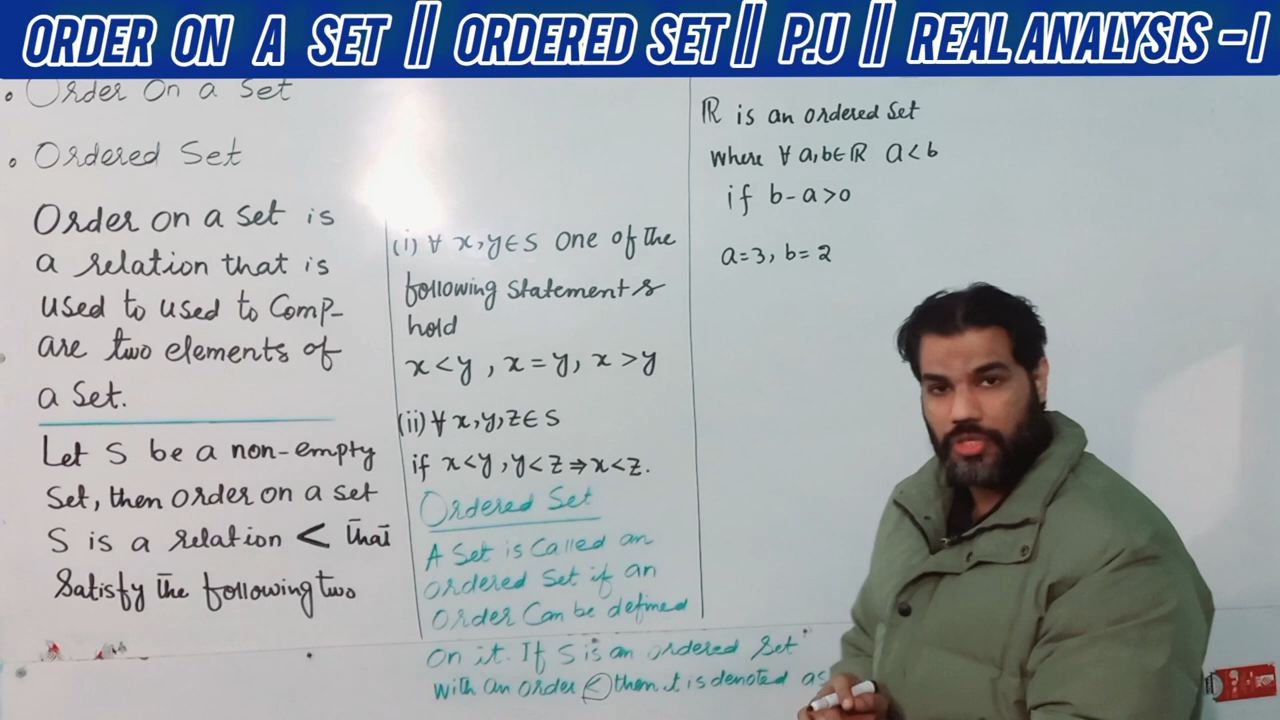 ORDER ON A SET || ORDERED SET || P.U || REAL ANALYSIS - I
• Order On a Set
• Ordered Set
Order on a set is
a relation that is
used to used to Comp-
are two elements of
a Set.
Let S be a non-empty
Set, then order on a set
S is a relation < that
Satisfy the following two
(i) ∀ x,y∈S One of the
following Statements
hold
x<y , x=y, x>y
(ii) ∀ x,y,z∈S
if x<y, y<z ⇒ x<z.
Ordered Set
A Set is Called an
ordered Set if an
Order Can be defined
on it. If S is an ordered Set
with an order < then it is denoted as
ℝ is an ordered Set
where ∀ a,b∈ℝ a<b
if b-a>0
a=3, b=2